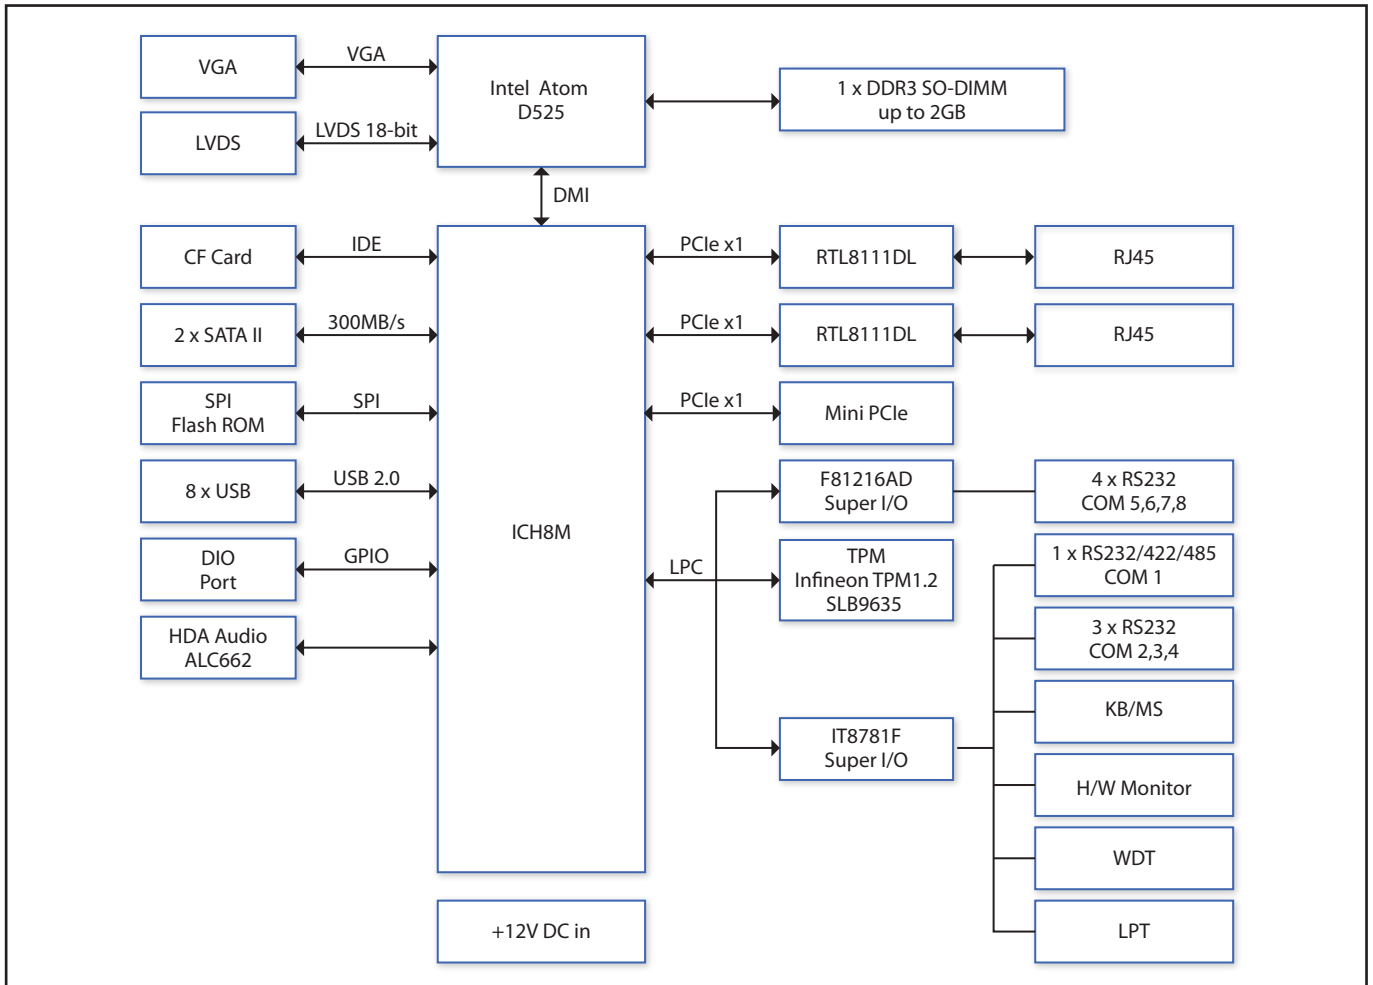 VGA
VGA
Intel Atom
D525
1 x DDR3 SO-DIMM
up to 2GB
LVDS
LVDS 18-bit
DMI
CF Card
IDE
PCIe x1
RTL8111DL
RJ45
2 x SATA II
300MB/s
PCIe x1
RTL8111DL
RJ45
SPI
Flash ROM
SPI
PCIe x1
Mini PCIe
8 x USB
USB 2.0
ICH8M
F81216AD
Super I/O
4 x RS232
COM 5,6,7,8
DIO
Port
GPIO
LPC
TPM
Infineon TPM1.2
SLB9635
1 x RS232/422/485
COM 1
HDA Audio
ALC662
3 x RS232
COM 2,3,4
KB/MS
IT8781F
Super I/O
H/W Monitor
WDT
+12V DC in
LPT